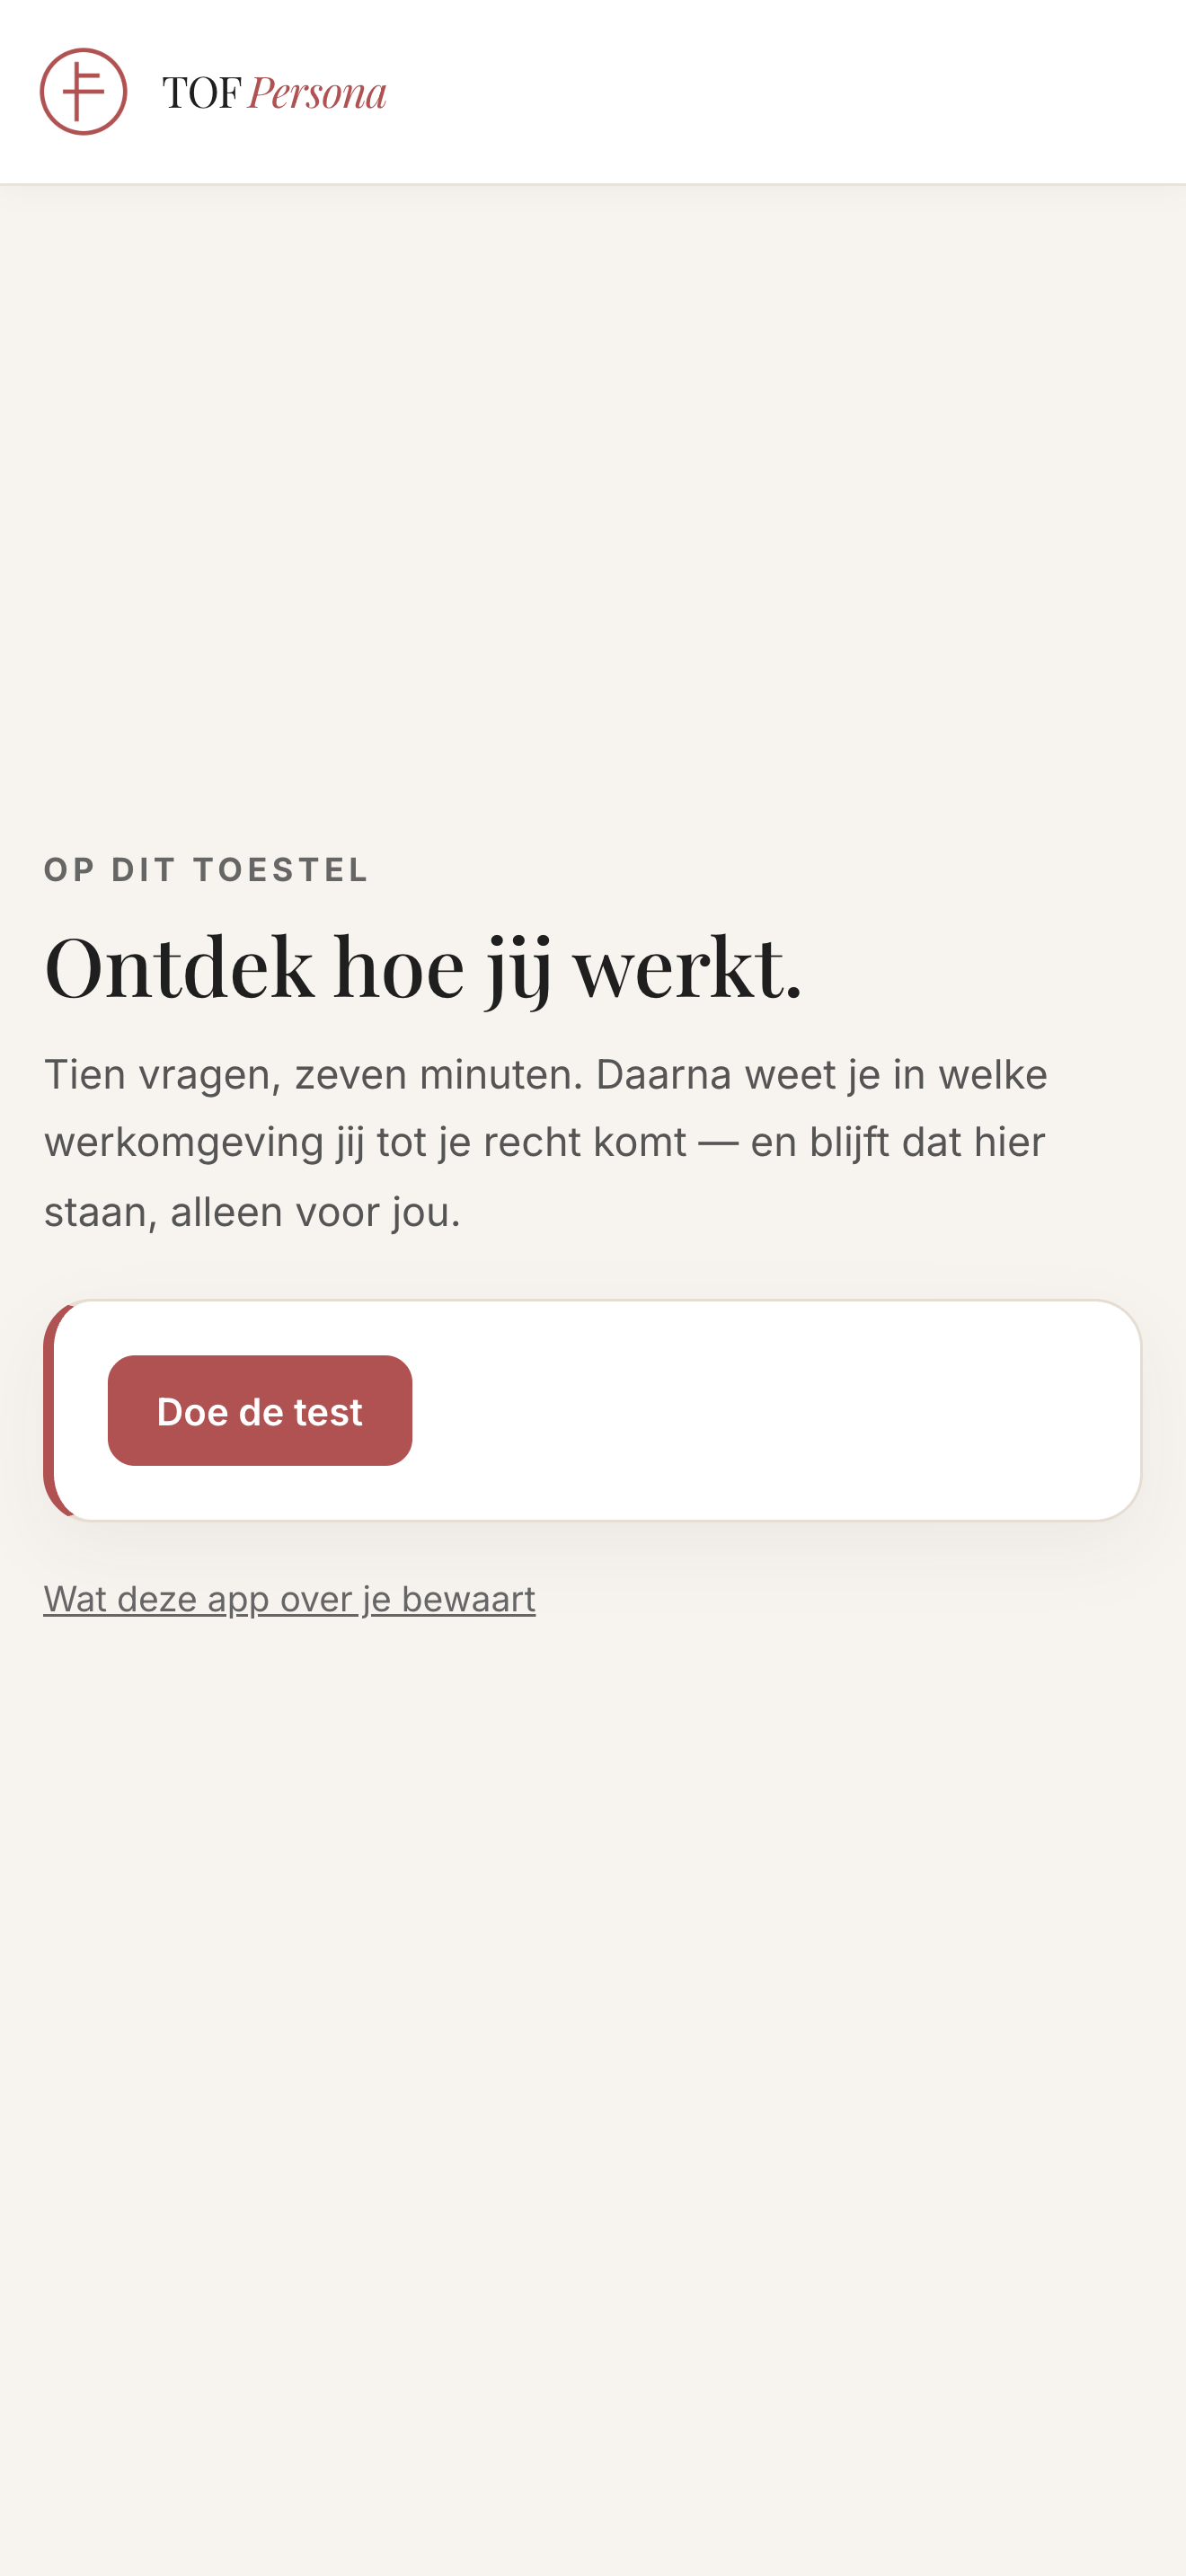 TOF Persona
OP DIT TOESTEL
Ontdek hoe jij werkt.
Tien vragen, zeven minuten. Daarna weet je in welke
werkomgeving jij tot je recht komt — en blijft dat hier
staan, alleen voor jou.
Doe de test
Wat deze app over je bewaart